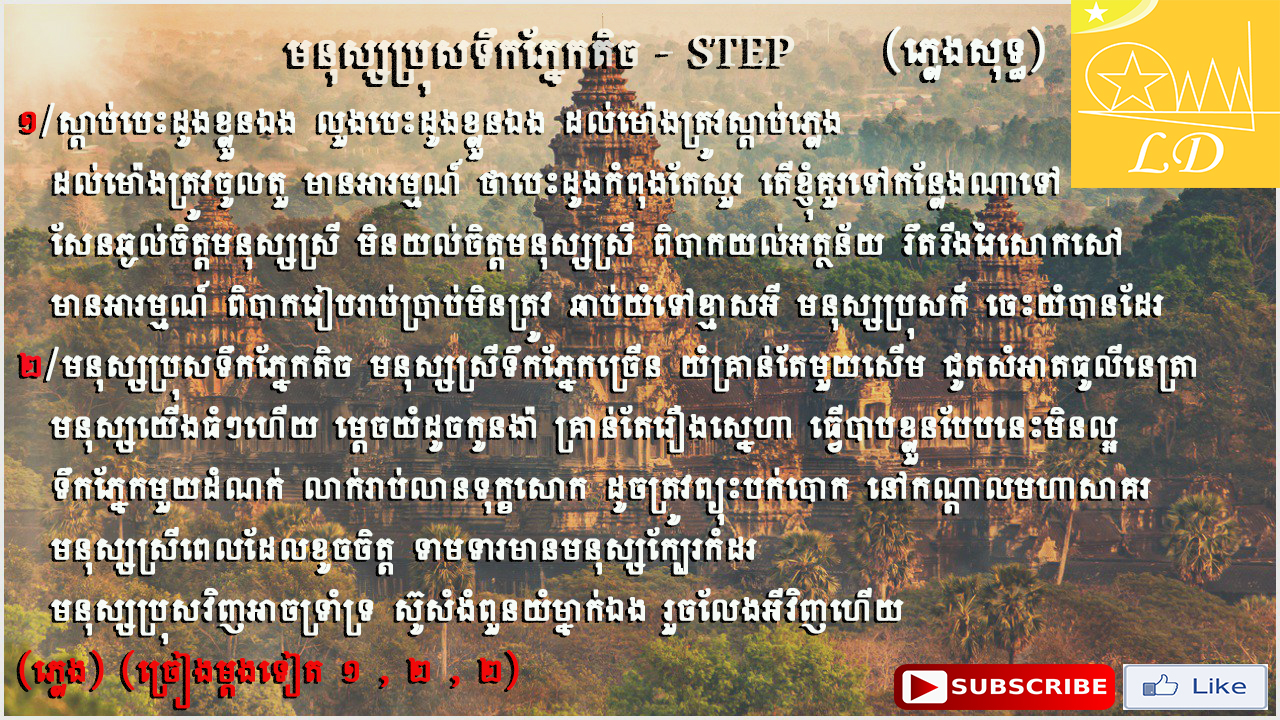 មនុស្សប្រុសទឹកភ្នែកតិច - STEP (ភ្លេងសុទ្ធ)
LD
១/ស្តាប់បេះដូងខ្លួនឯង លួងបេះដូងខ្លួនឯង ដល់ម៉ោងត្រូវស្តាប់ភ្លេង
ដល់ម៉ោងត្រូវចូលតួ មានអារម្មណ៍ ថាបេះដូងកំពុងតែសួរ តើខ្ញុំគួរទៅកន្លែងណាទៅ
សែនឆ្ងល់ចិត្តមនុស្សស្រី មិនយល់ចិត្តមនុស្សស្រី ពិបាកយល់អត្ថន័យ រឹតវីងវៃសោកសៅ
មានអារម្មណ៍ ពិបាករៀបរាប់ប្រាប់មិនត្រូវ ឆាប់យំទៅខ្មាសអី មនុស្សប្រុសក៏ ចេះយំបានដែរ
២/មនុស្សប្រុសទឹកភ្នែកតិច មនុស្សស្រីទឹកភ្នែកច្រើន យំគ្រាន់តែមួយសើម ជូតសំអាតធូលីនេត្រា
មនុស្សយើងធំៗហើយ ម្តេចយំដូចកូនង៉ា គ្រាន់តែរឿងស្នេហា ធ្វើបាបខ្លួនបែបនេះមិនល្អ
ទឹកភ្នែកមួយដំណក់ លាក់រាប់លានទុក្ខសោក ដូចត្រូវព្យុះបក់បោក នៅកណ្តាលមហាសាគរ
មនុស្សស្រីពេលដែលខូចចិត្ត ទាមទារមានមនុស្សក្បែរកំដរ
មនុស្សប្រុសវិញអាចទ្រាំទ្រ ស៊ូសំងំពួនយំម្នាក់ឯង រួចលែងអីវិញហើយ
(ភ្លេង) (ច្រៀងម្តងទៀត ១ , ២ , ២)
SUBSCRIBE
Like